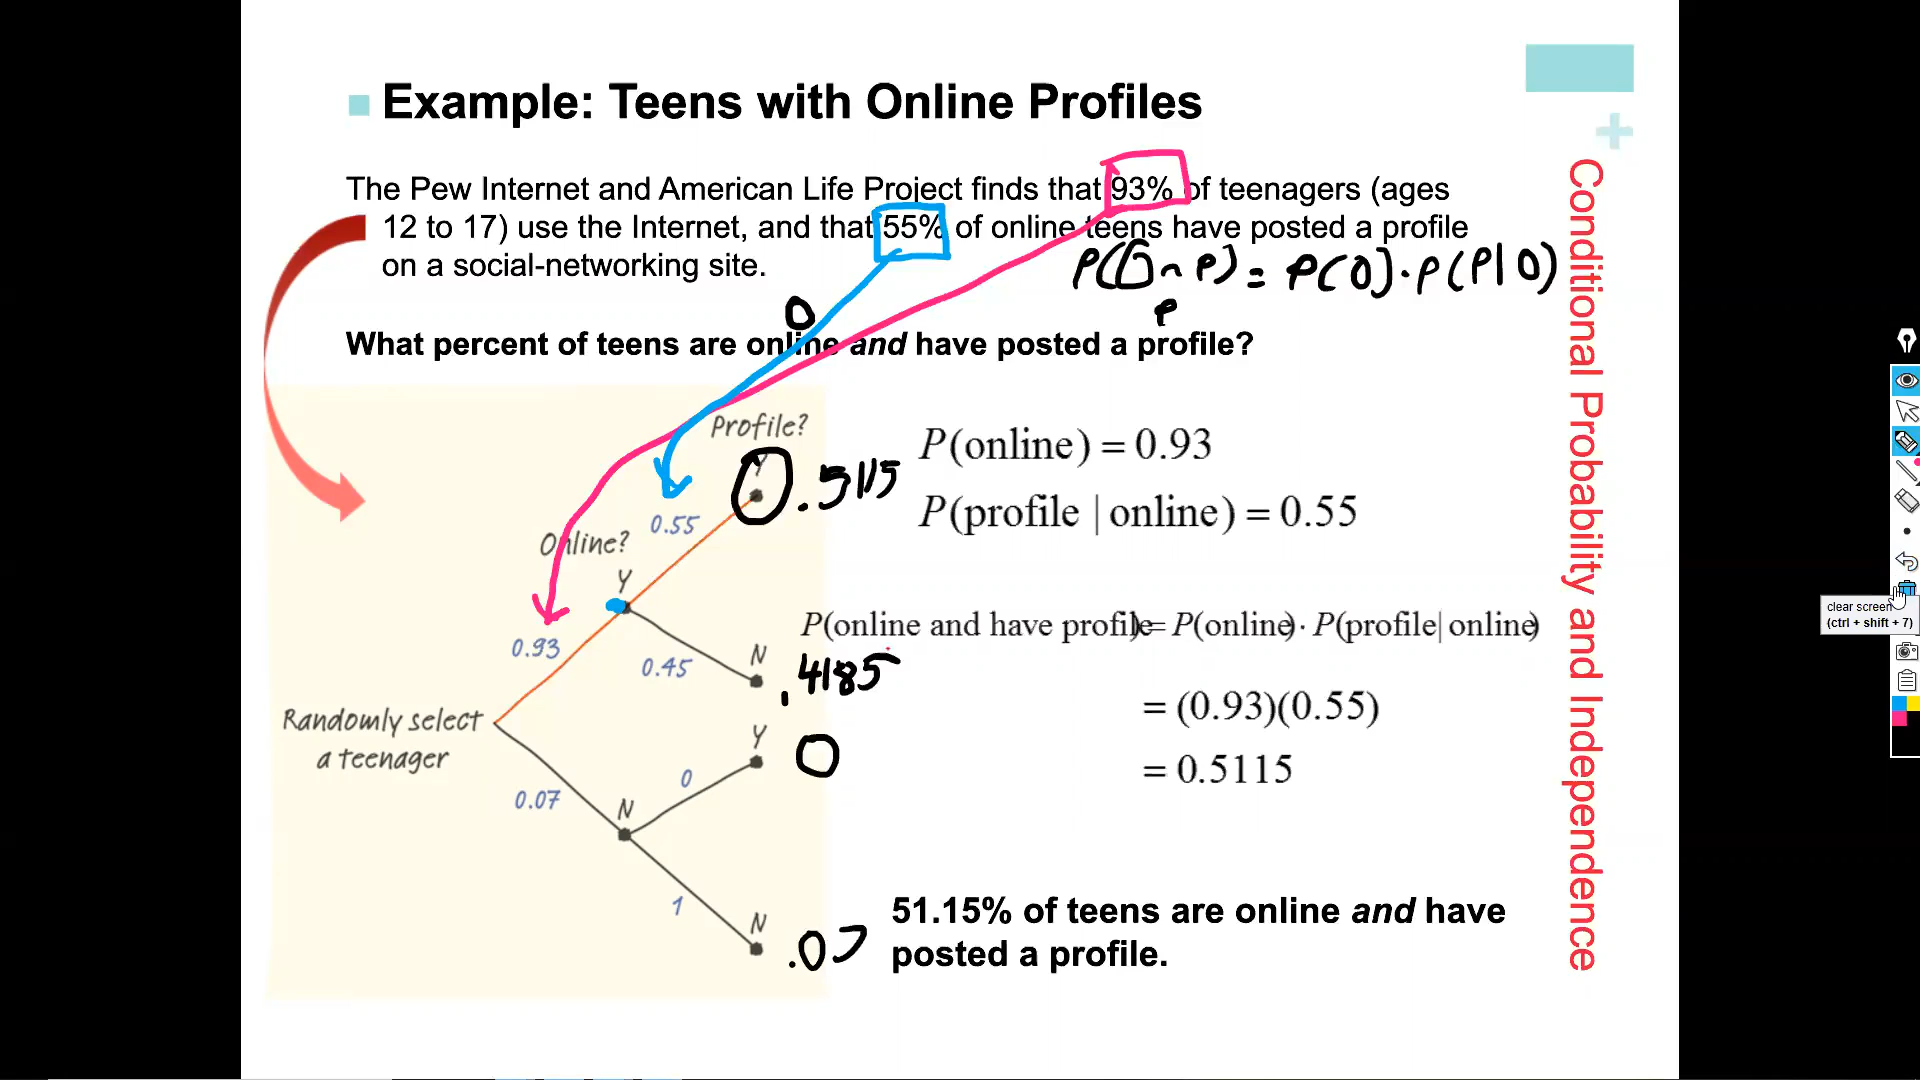 Example: Teens with Online Profiles
The Pew Internet and American Life Project finds that 93% of teenagers (ages
12 to 17) use the Internet, and that 55% of online teens have posted a profile
on a social-networking site.
P(O∩P) = P(O)·P(P|O)
O
P
What percent of teens are online and have posted a profile?
Profile?
Y
.5115
P(online) = 0.93
P(profile | online) = 0.55
0.55
Online?
Y
0.93
0.45
N
.4185
P(online and have profile) = P(online) · P(profile | online)
= (0.93)(0.55)
= 0.5115
Randomly select
a teenager
Y
0
0
0.07
N
1
N
.07
51.15% of teens are online and have
posted a profile.
Conditional Probability and Independence
clear screen
(ctrl + shift + 7)